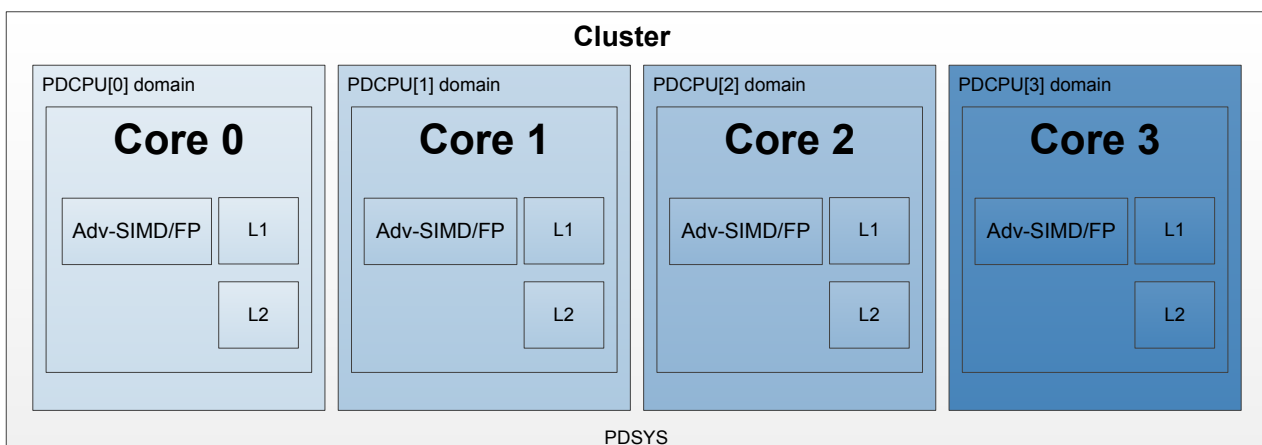 Cluster
PDCPU[0] domain
Core 0
Adv-SIMD/FP
L1
L2
PDCPU[1] domain
Core 1
Adv-SIMD/FP
L1
L2
PDCPU[2] domain
Core 2
Adv-SIMD/FP
L1
L2
PDCPU[3] domain
Core 3
Adv-SIMD/FP
L1
L2
PDSYS